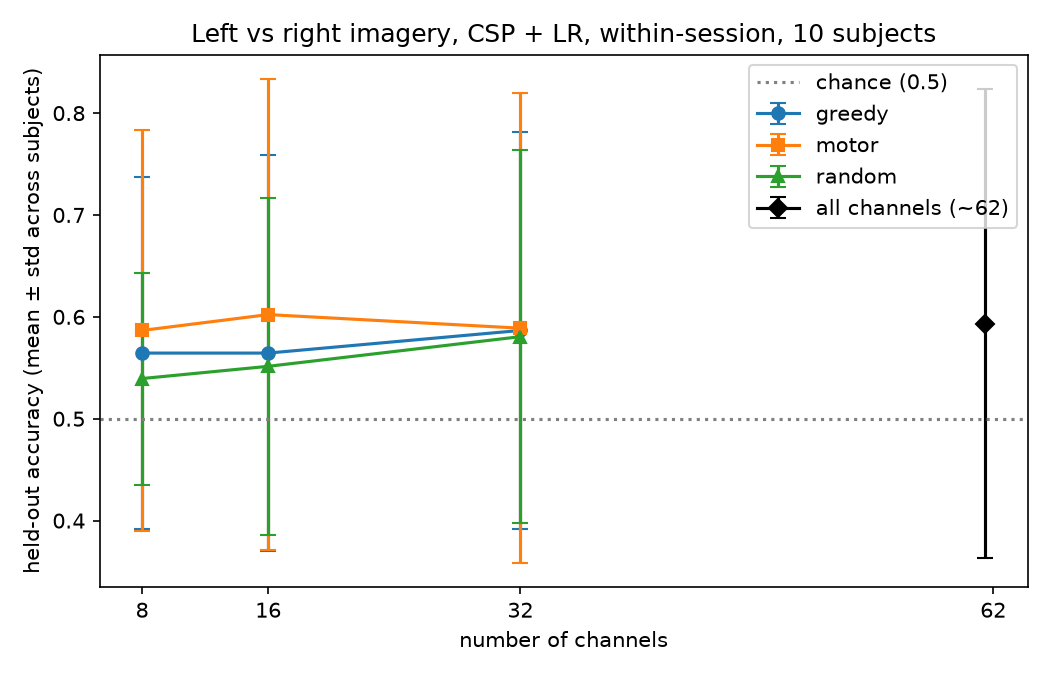 Left vs right imagery, CSP + LR, within-session, 10 subjects
held-out accuracy (mean ± std across subjects)
0.8
0.7
0.6
0.5
0.4
chance (0.5)
greedy
motor
random
all channels (~62)
8 16 32 62
number of channels